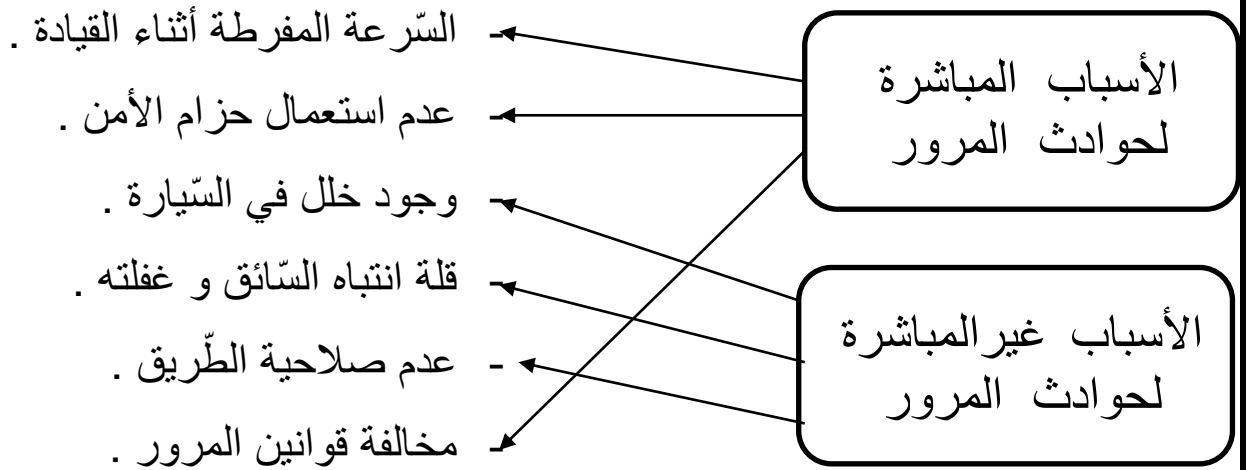 الأسباب المباشرة
لحوادث المرور
الأسباب غيرالمباشرة
لحوادث المرور
- السّرعة المفرطة أثناء القيادة .
- عدم استعمال حزام الأمن .
- وجود خلل في السّيارة .
- قلة انتباه السّائق و غفلته .
- عدم صلاحية الطّريق .
- مخالفة قوانين المرور .